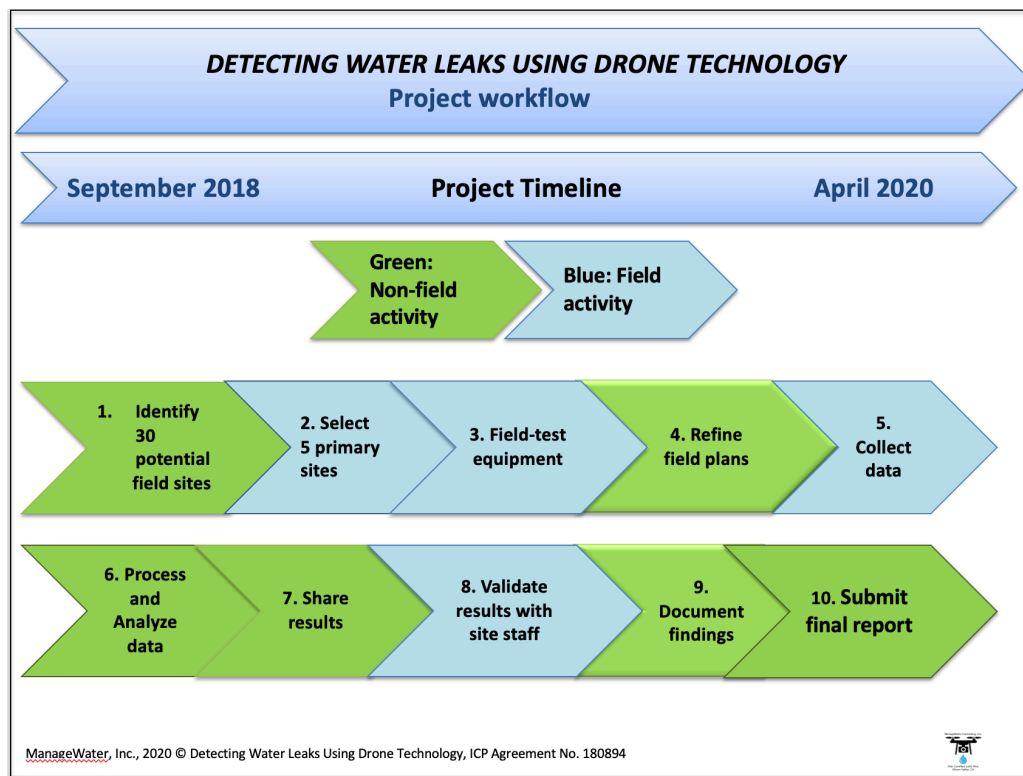 DETECTING WATER LEAKS USING DRONE TECHNOLOGY
Project workflow
September 2018
Project Timeline
April 2020
Green:
Non-field
activity
Blue: Field
activity
1. Identify
30
potential
field sites
2. Select
5 primary
sites
3. Field-test
equipment
4. Refine
field plans
5.
Collect
data
6. Process
and
Analyze
data
7. Share
results
8. Validate
results with
site staff
9.
Document
findings
10. Submit
final report
ManageWater, Inc., 2020 © Detecting Water Leaks Using Drone Technology, ICP Agreement No. 180894